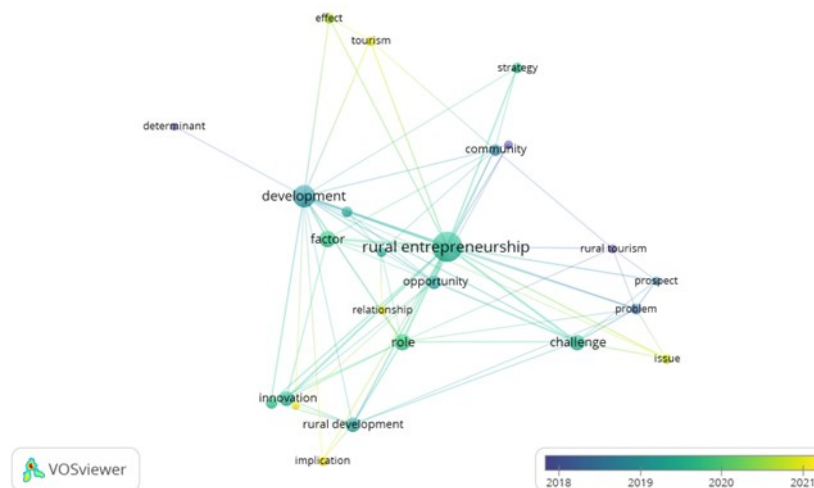 effect
tourism
strategy
determinant
community
development
factor
rural entrepreneurship
rural tourism
opportunity
prospect
relationship
problem
role
challenge
issue
innovation
rural development
implication
VOSviewer
2018 2019 2020 2021